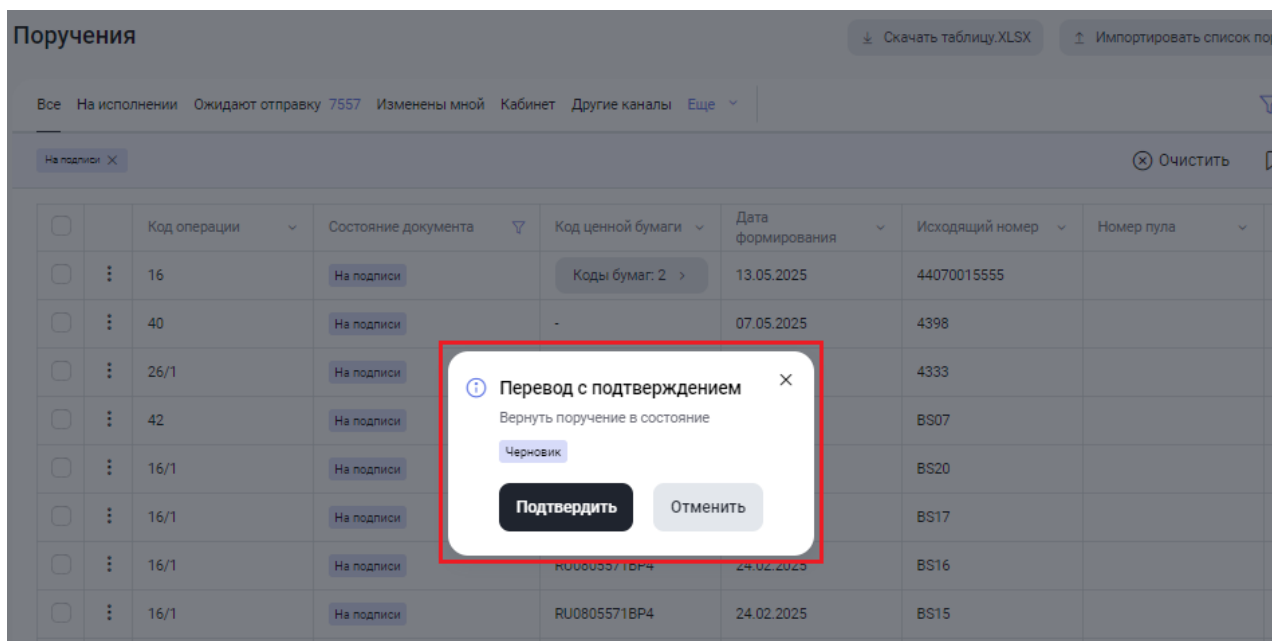 Поручения
Скачать таблицу.XLSX
Импортировать список
Все На исполнении Ожидают отправку 7557 Изменены мной Кабинет Другие каналы Еще
На подписи
Очистить
Код операции Состояние документа Код ценной бумаги Дата формирования Исходящий номер Номер пула
16 На подписи Коды бумаг: 2 13.05.2025 44070015555
40 На подписи - 07.05.2025 4398
26/1 На подписи 4333
42 На подписи BS07
16/1 На подписи BS20
16/1 На подписи BS17
16/1 На подписи RU0805571BP4 24.02.2025 BS16
16/1 На подписи RU0805571BP4 24.02.2025 BS15
Перевод с подтверждением
Вернуть поручение в состояние
Черновик
Подтвердить Отменить